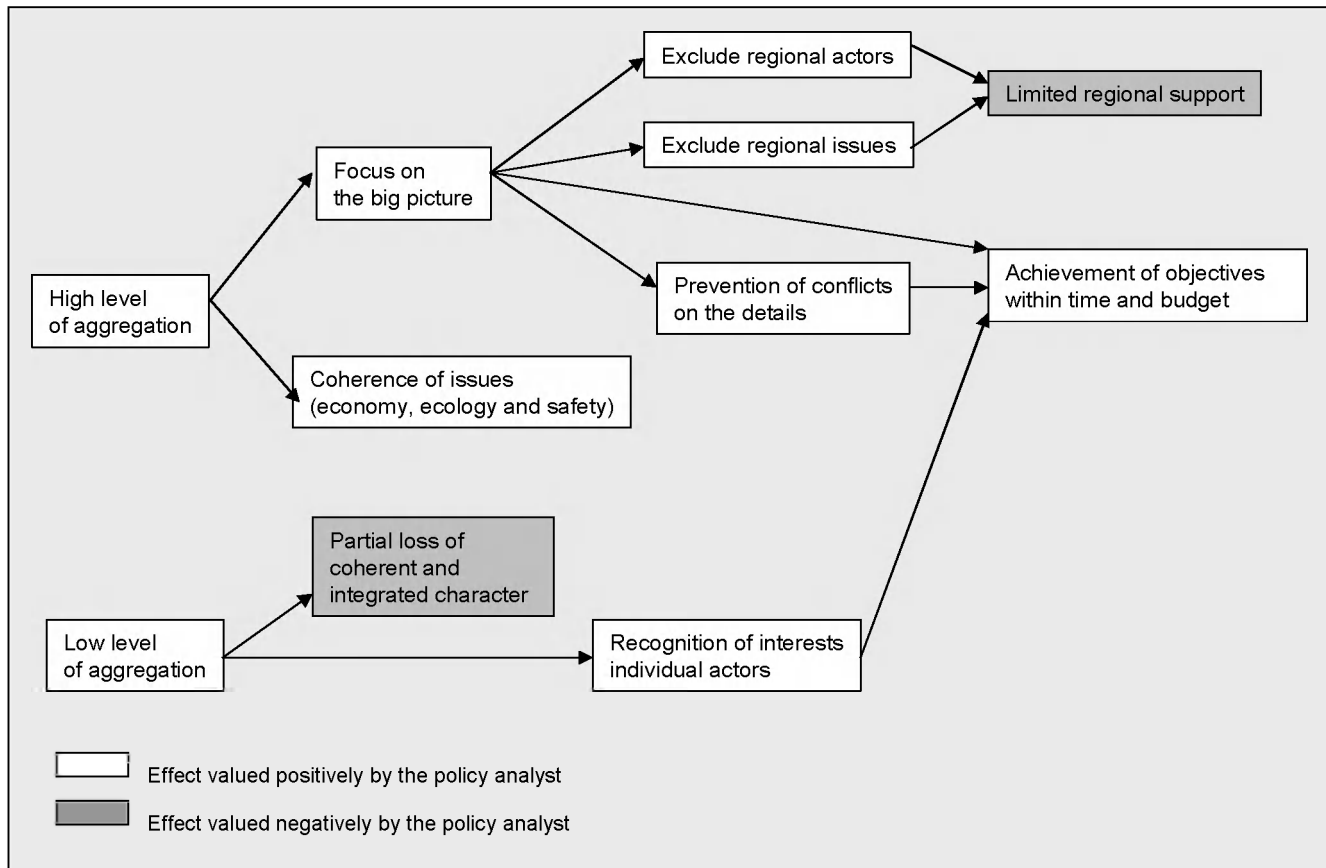 Exclude regional actors
Limited regional support
Exclude regional issues
Focus on
the big picture
High level
of aggregation
Prevention of conflicts
on the details
Achievement of objectives
within time and budget
Coherence of issues
(economy, ecology and safety)
Partial loss of
coherent and
integrated character
Low level
of aggregation
Recognition of interests
individual actors
Effect valued positively by the policy analyst
Effect valued negatively by the policy analyst